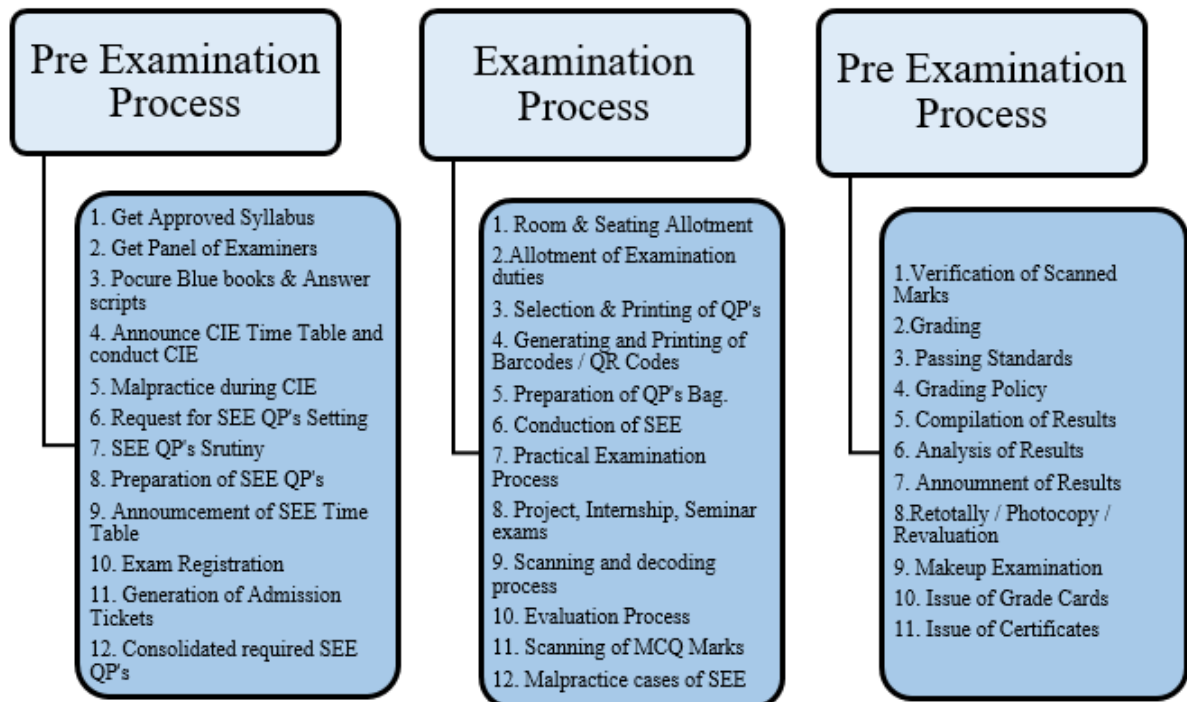 Pre Examination
Process
1. Get Approved Syllabus
2. Get Panel of Examiners
3. Pocure Blue books & Answer
scripts
4. Announce CIE Time Table and
conduct CIE
5. Malpractice during CIE
6. Request for SEE QP's Setting
7. SEE QP's Srutiny
8. Preparation of SEE QP's
9. Announcement of SEE Time
Table
10. Exam Registration
11. Generation of Admission
Tickets
12. Consolidated required SEE
QP's
Examination
Process
1. Room & Seating Allotment
2.Allotment of Examination
duties
3. Selection & Printing of QP's
4. Generating and Printing of
Barcodes / QR Codes
5. Preparation of QP's Bag.
6. Conduction of SEE
7. Practical Examination
Process
8. Project, Internship, Seminar
exams
9. Scanning and decoding
process
10. Evaluation Process
11. Scanning of MCQ Marks
12. Malpractice cases of SEE
Pre Examination
Process
1.Verification of Scanned
Marks
2.Grading
3. Passing Standards
4. Grading Policy
5. Compilation of Results
6. Analysis of Results
7. Annoumnent of Results
8.Retotally / Photocopy /
Revaluation
9. Makeup Examination
10. Issue of Grade Cards
11. Issue of Certificates